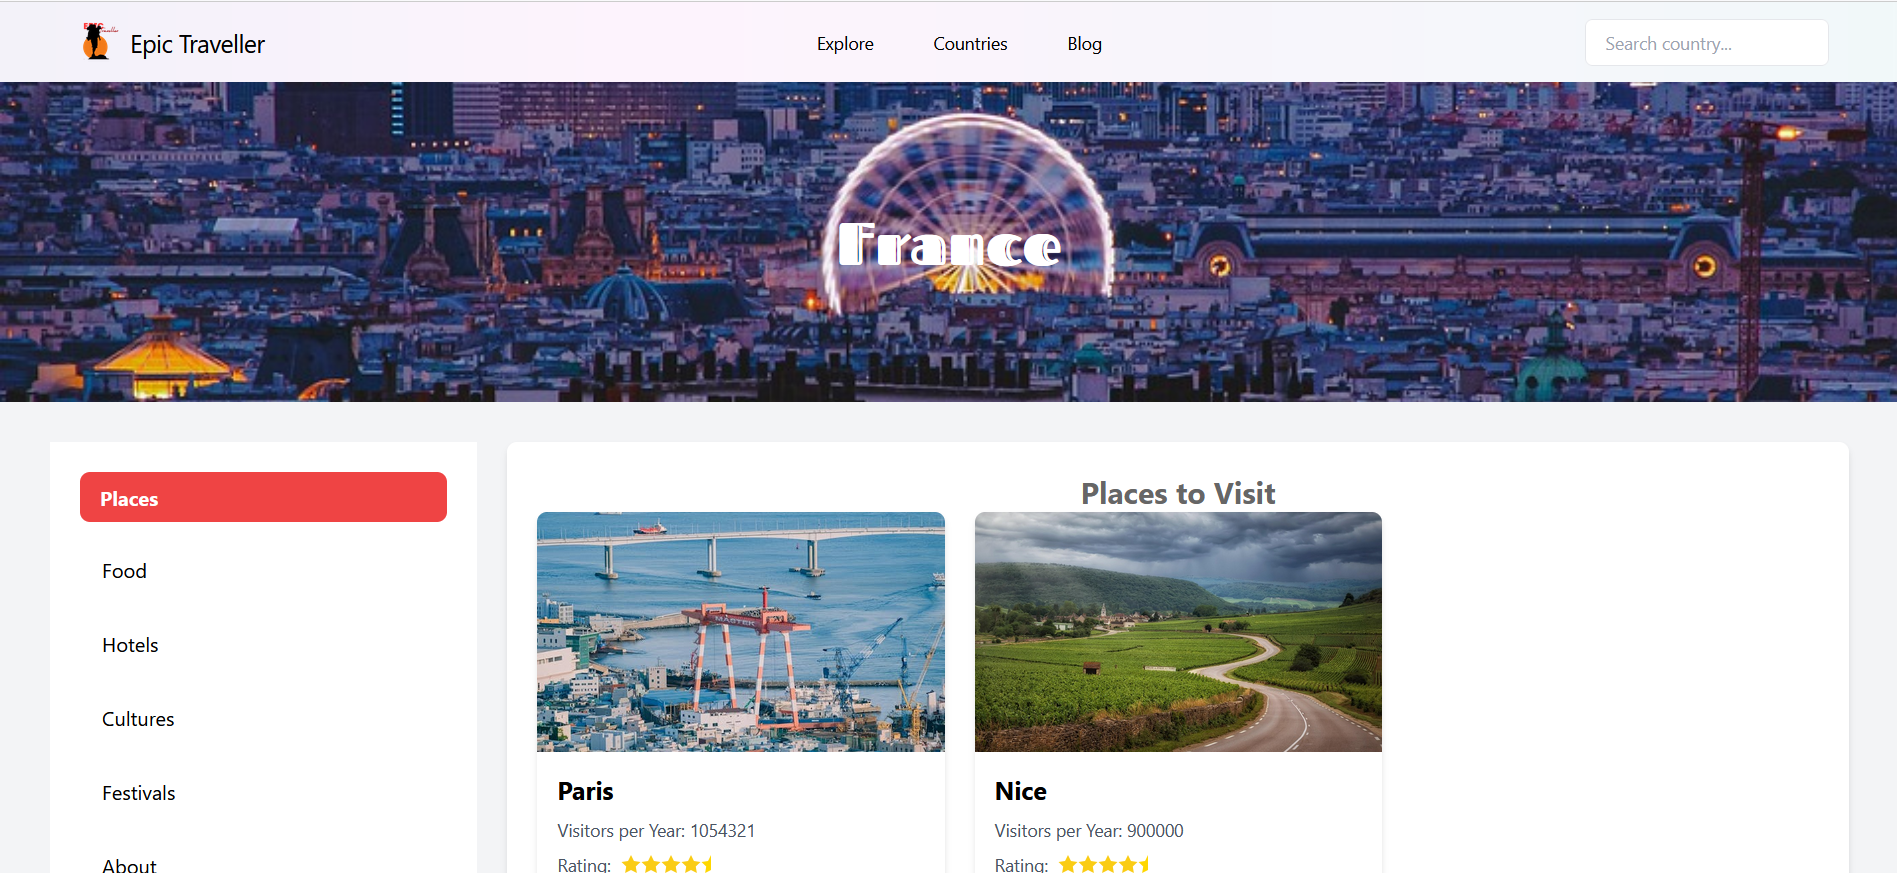 Epic Traveller
Explore
Countries
Blog
Search country...
France
Places
Food
Hotels
Cultures
Festivals
About
Places to Visit
MASTEK
Paris
Visitors per Year: 1054321
Rating:
Nice
Visitors per Year: 900000
Rating: